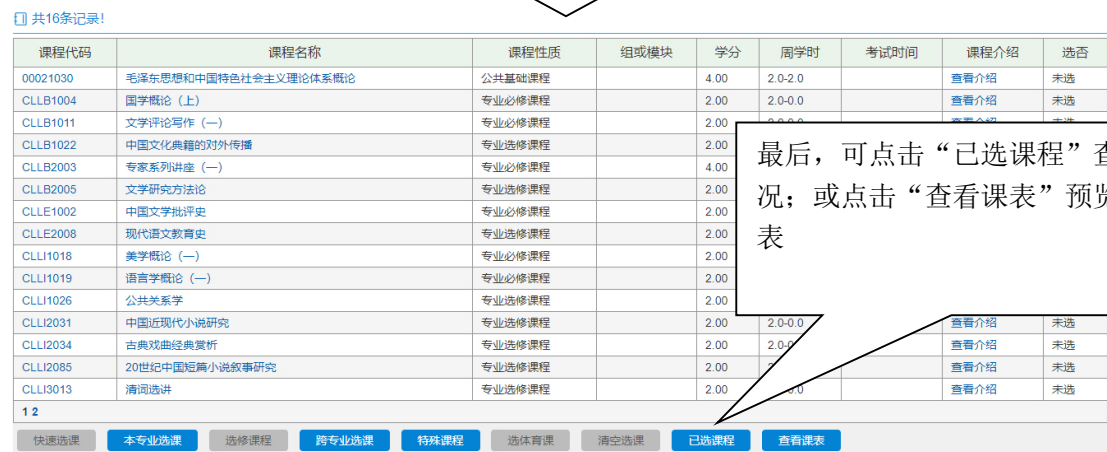 共16条记录!
课程代码 课程名称 课程性质 组或模块 学分 周学时 考试时间 课程介绍 选否
00021030 毛泽东思想和中国特色社会主义理论体系概论 公共基础课程 4.00 2.0-2.0 查看介绍 未选
CLLB1004 国学概论（上） 专业必修课程 2.00 2.0-0.0 查看介绍 未选
CLLB1011 文学评论写作（一） 专业必修课程 2.00
CLLB1022 中国文化典籍的对外传播 专业选修课程 2.00
CLLB2003 专家系列讲座（一） 专业必修课程 4.00
CLLB2005 文学研究方法论 专业选修课程 2.00
CLLE1002 中国文学批评史 专业必修课程 2.00
CLLE2008 现代语文教育史 专业选修课程 2.00
CLLI1018 美学概论（一） 专业必修课程 2.00
CLLI1019 语言学概论（一） 专业必修课程 2.00
CLLI1026 公共关系学 专业选修课程 2.00
CLLI2031 中国近现代小说研究 专业选修课程 2.00 2.0-0.0 查看介绍 未选
CLLI2034 古典戏曲经典赏析 专业选修课程 2.00 查看介绍 未选
CLLI2085 20世纪中国短篇小说叙事研究 专业选修课程 2.00 查看介绍 未选
CLLI3013 清词选讲 专业选修课程 2.00 查看介绍 未选
最后，可点击“已选课程”查
况；或点击“查看课表”预览
表
1 2
快速选课 本专业选课 选修课程 跨专业选课 特殊课程 选体育课 清空选课 已选课程 查看课表